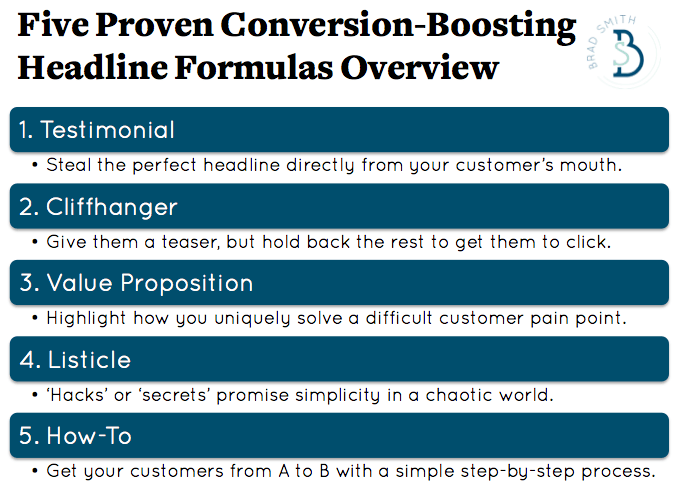 Five Proven Conversion-Boosting
Headline Formulas Overview
BRAD SMITH
BS
1. Testimonial
• Steal the perfect headline directly from your customer's mouth.
2. Cliffhanger
• Give them a teaser, but hold back the rest to get them to click.
3. Value Proposition
• Highlight how you uniquely solve a difficult customer pain point.
4. Listicle
• ‘Hacks’ or ‘secrets’ promise simplicity in a chaotic world.
5. How-To
• Get your customers from A to B with a simple step-by-step process.